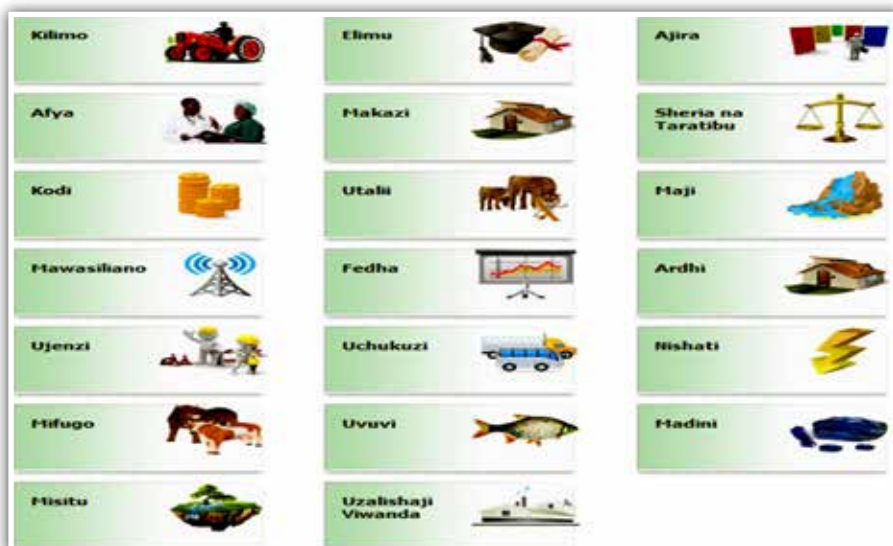 Kilimo
Elimu
Ajira
Afya
Makazi
Sheria na
Taratibu
Kodi
Utalii
Maji
Mawasiliano
Fedha
Ardhi
Ujenzi
Uchukuzi
Nishati
Mifugo
Uvuvi
Madini
Misitu
Uzalishaji
Viwanda